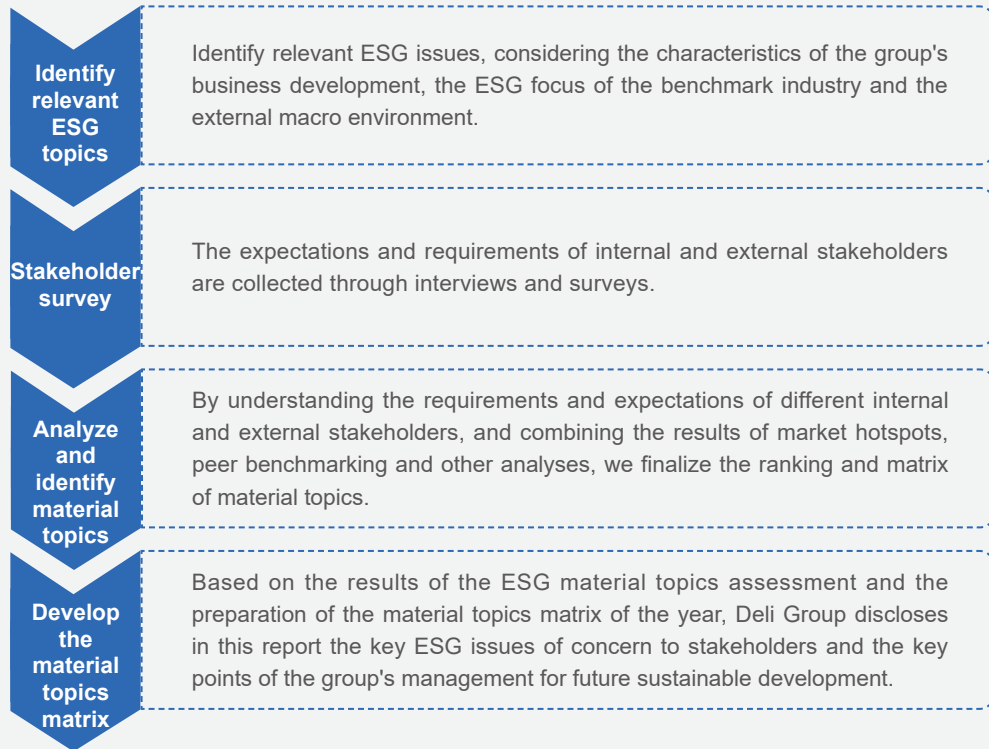 Identify
relevant
ESG
topics
Identify relevant ESG issues, considering the characteristics of the group's
business development, the ESG focus of the benchmark industry and the
external macro environment.
Stakeholder
survey
The expectations and requirements of internal and external stakeholders
are collected through interviews and surveys.
Analyze
and
identify
material
topics
By understanding the requirements and expectations of different internal
and external stakeholders, and combining the results of market hotspots,
peer benchmarking and other analyses, we finalize the ranking and matrix
of material topics.
Develop
the
material
topics
matrix
Based on the results of the ESG material topics assessment and the
preparation of the material topics matrix of the year, Deli Group discloses
in this report the key ESG issues of concern to stakeholders and the key
points of the group's management for future sustainable development.